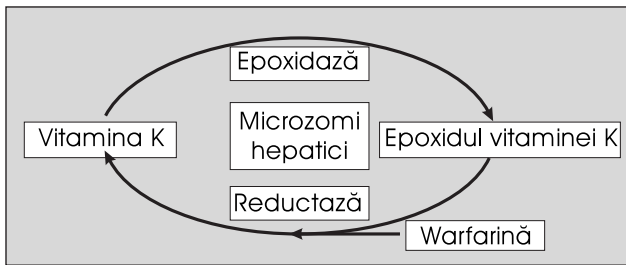 Epoxidază
Vitamina K
Microzomi
hepatici
Epoxidul vitaminei K
Reductază
Warfarină